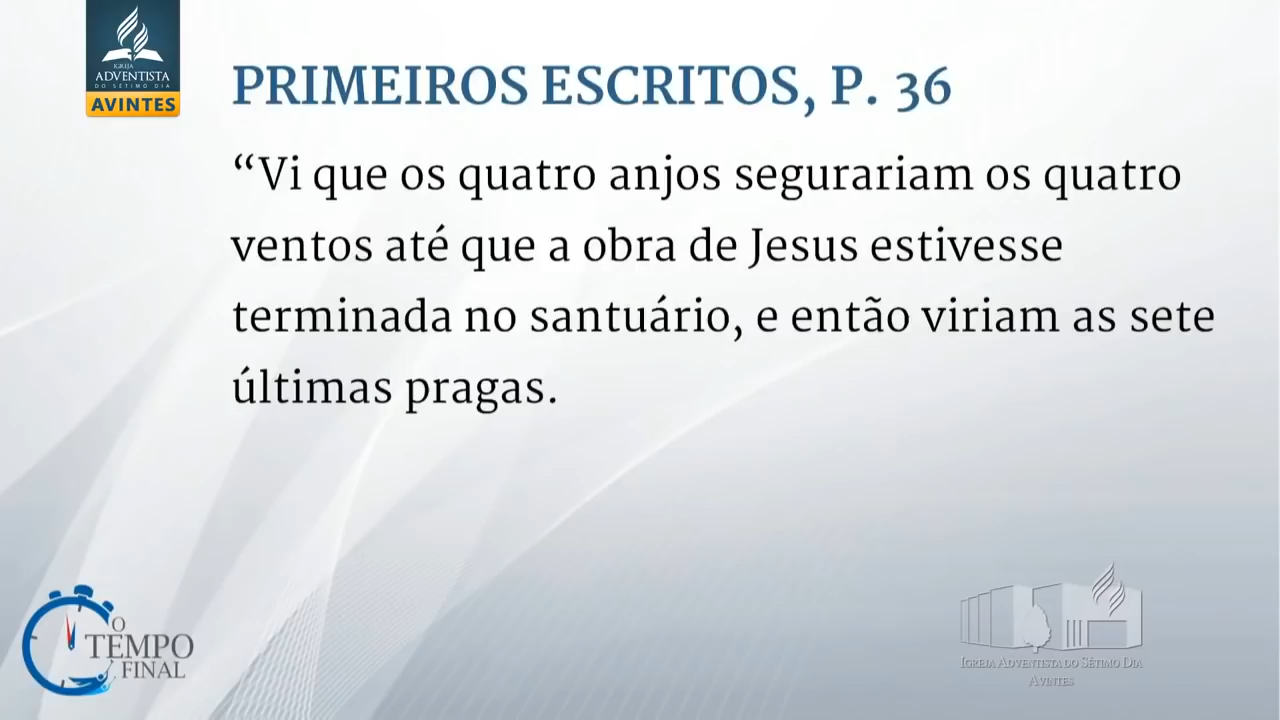 IGREJA
ADVENTISTA
DO SÉTIMO DIA
AVINTES
PRIMEIROS ESCRITOS, P. 36
“Vi que os quatro anjos segurariam os quatro
ventos até que a obra de Jesus estivesse
terminada no santuário, e então viriam as sete
últimas pragas.
O
TEMPO
FINAL
IGREJA ADVENTISTA DO SÉTIMO DIA
AVINTES